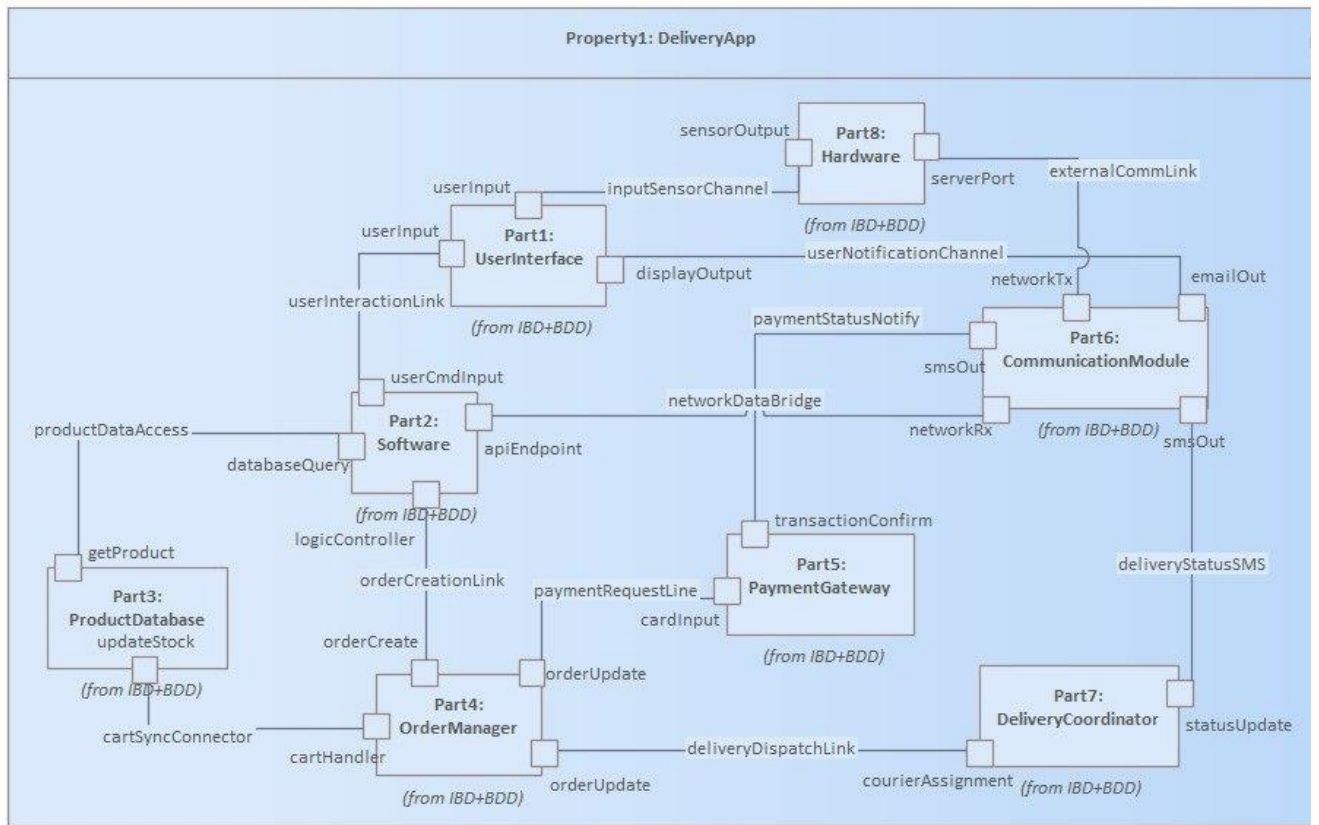 Property1: DeliveryApp
sensorOutput
Part8:
Hardware
serverPort
externalCommLink
(from IBD+BDD)
userInput
inputSensorChannel
userInput
Part1:
UserInterface
displayOutput
userNotificationChannel
(from IBD+BDD)
userInteractionLink
networkTx
emailOut
paymentStatusNotify
Part6:
CommunicationModule
smsOut
networkRx
(from IBD+BDD)
smsOut
userCmdInput
networkDataBridge
Part2:
Software
apiEndpoint
productDataAccess
databaseQuery
(from IBD+BDD)
logicController
transactionConfirm
getProduct
Part3:
ProductDatabase
updateStock
(from IBD+BDD)
orderCreationLink
paymentRequestLine
Part5:
PaymentGateway
cardInput
(from IBD+BDD)
deliveryStatusSMS
orderCreate
orderUpdate
Part4:
OrderManager
cartSyncConnector
cartHandler
orderUpdate
(from IBD+BDD)
deliveryDispatchLink
Part7:
DeliveryCoordinator
statusUpdate
courierAssignment
(from IBD+BDD)